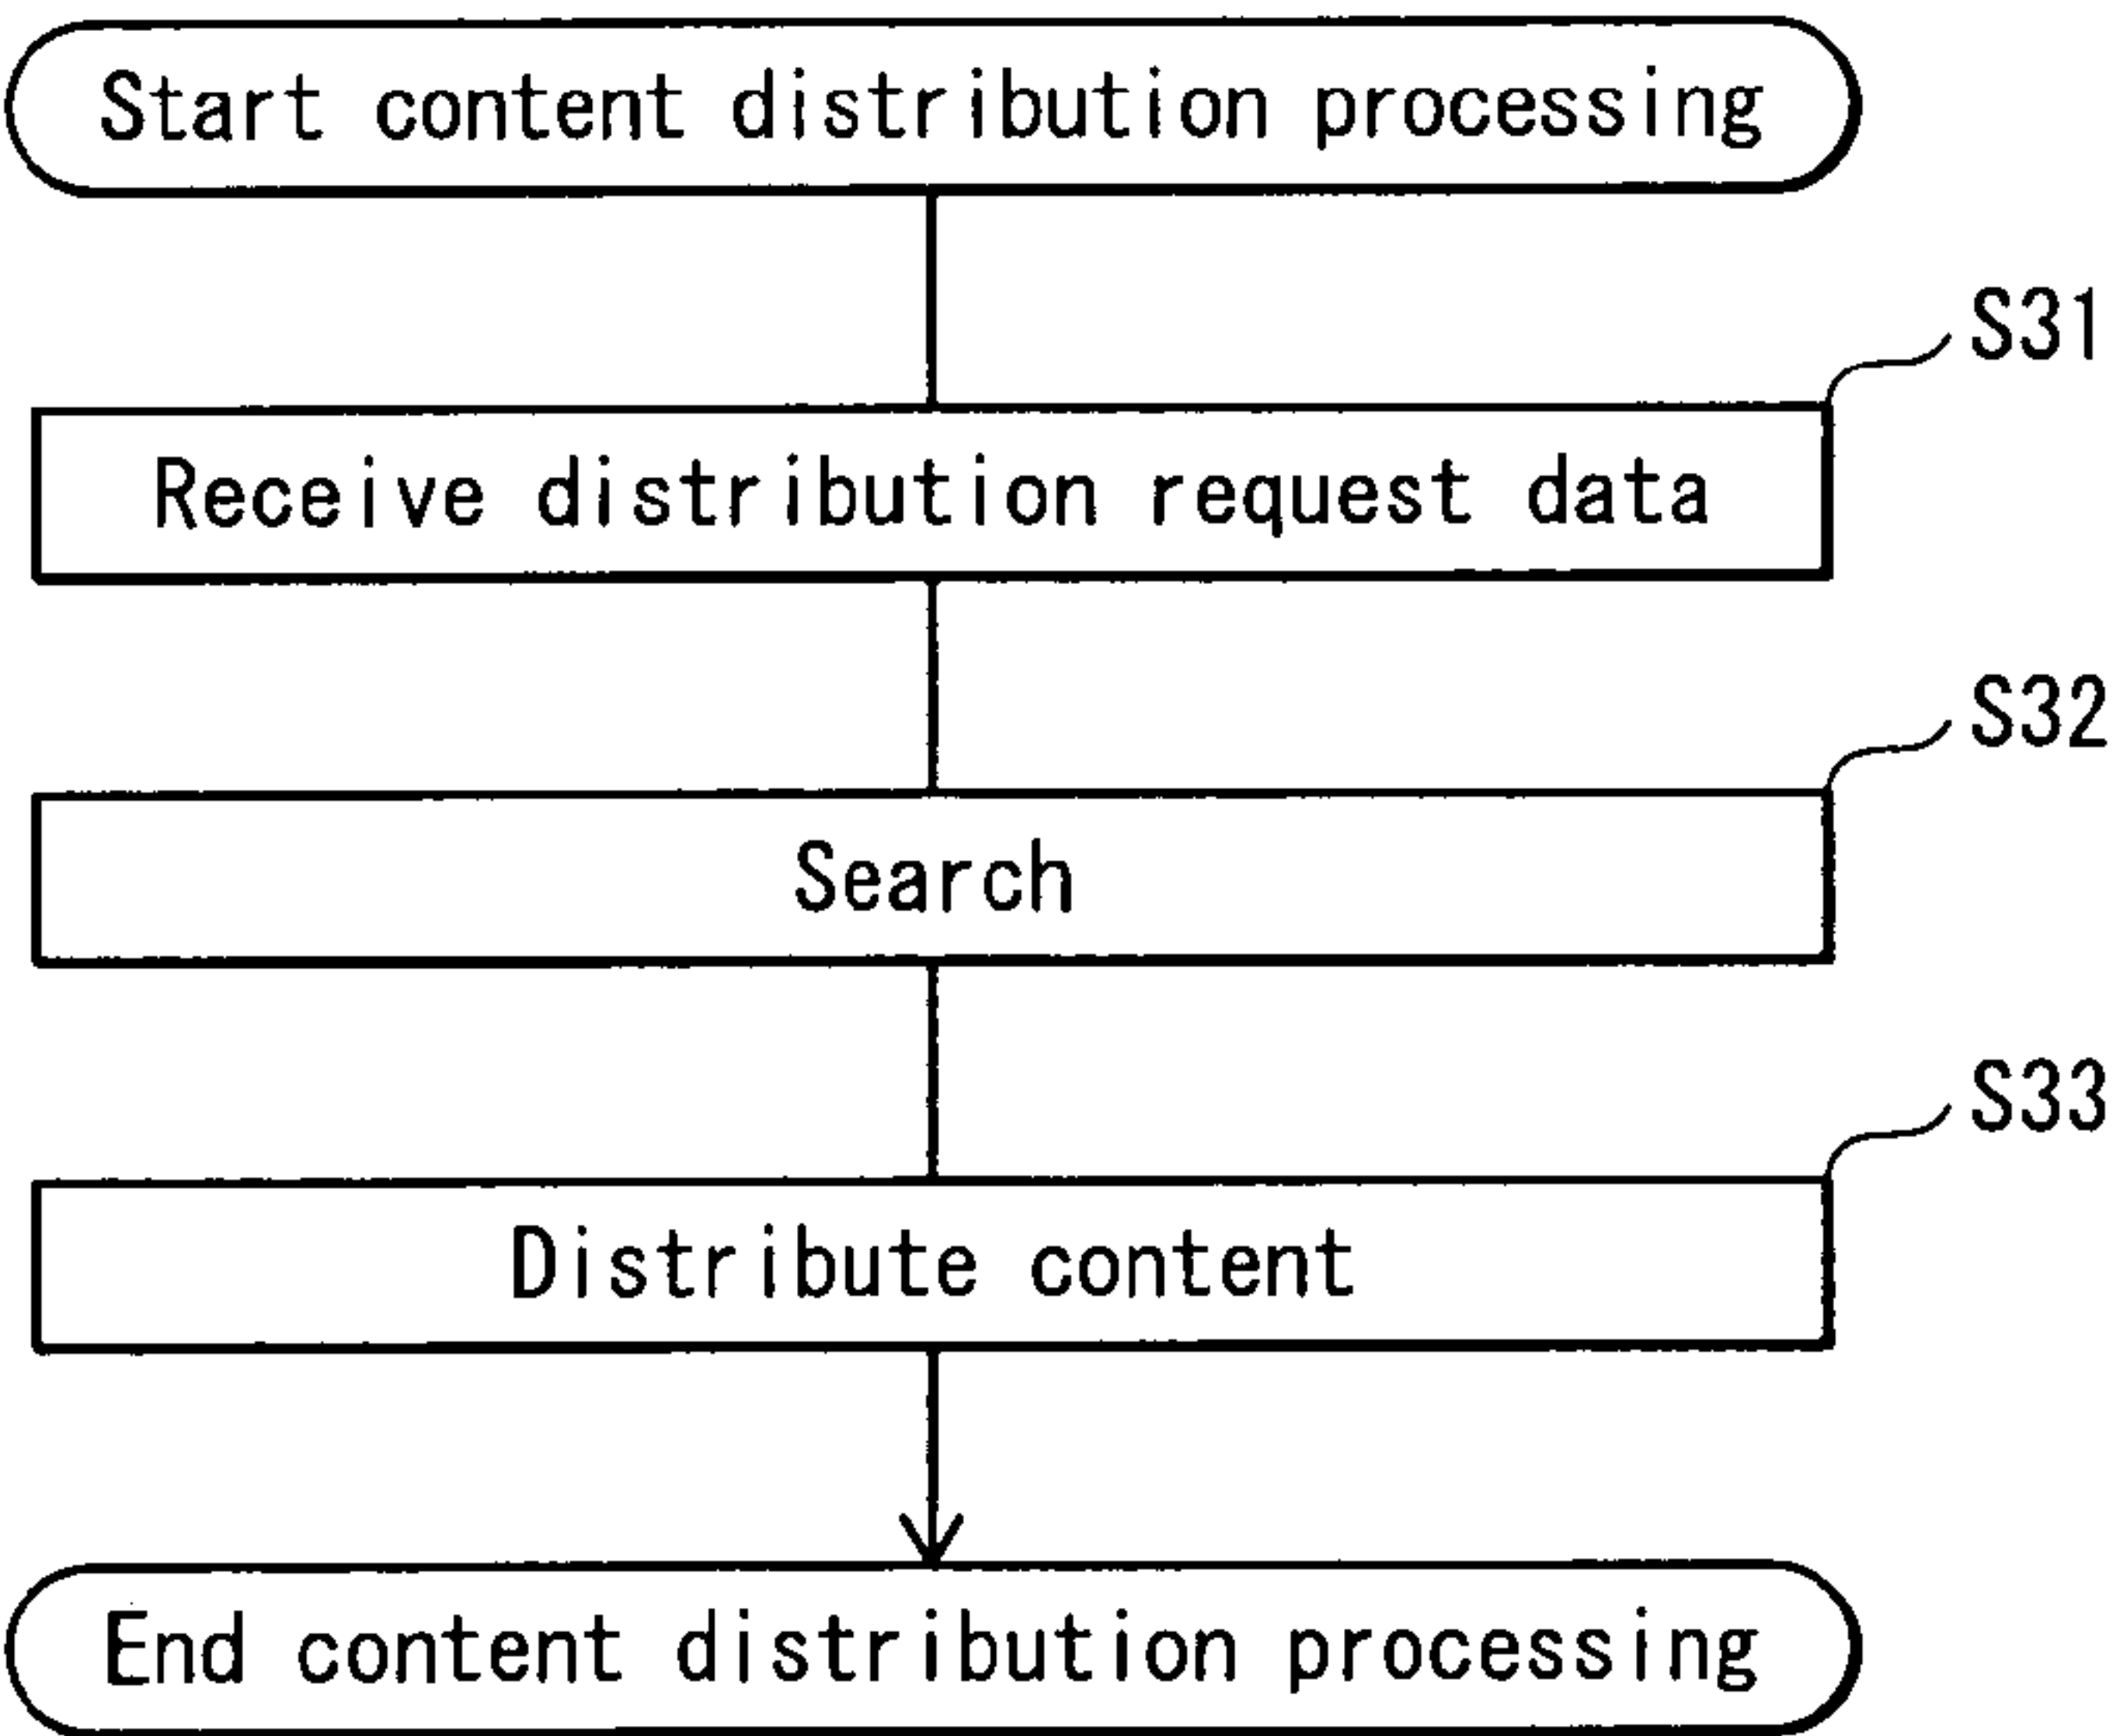 Start content distribution processing
S31
Receive distribution request data
S32
Search
S33
Distribute content
End content distribution processing